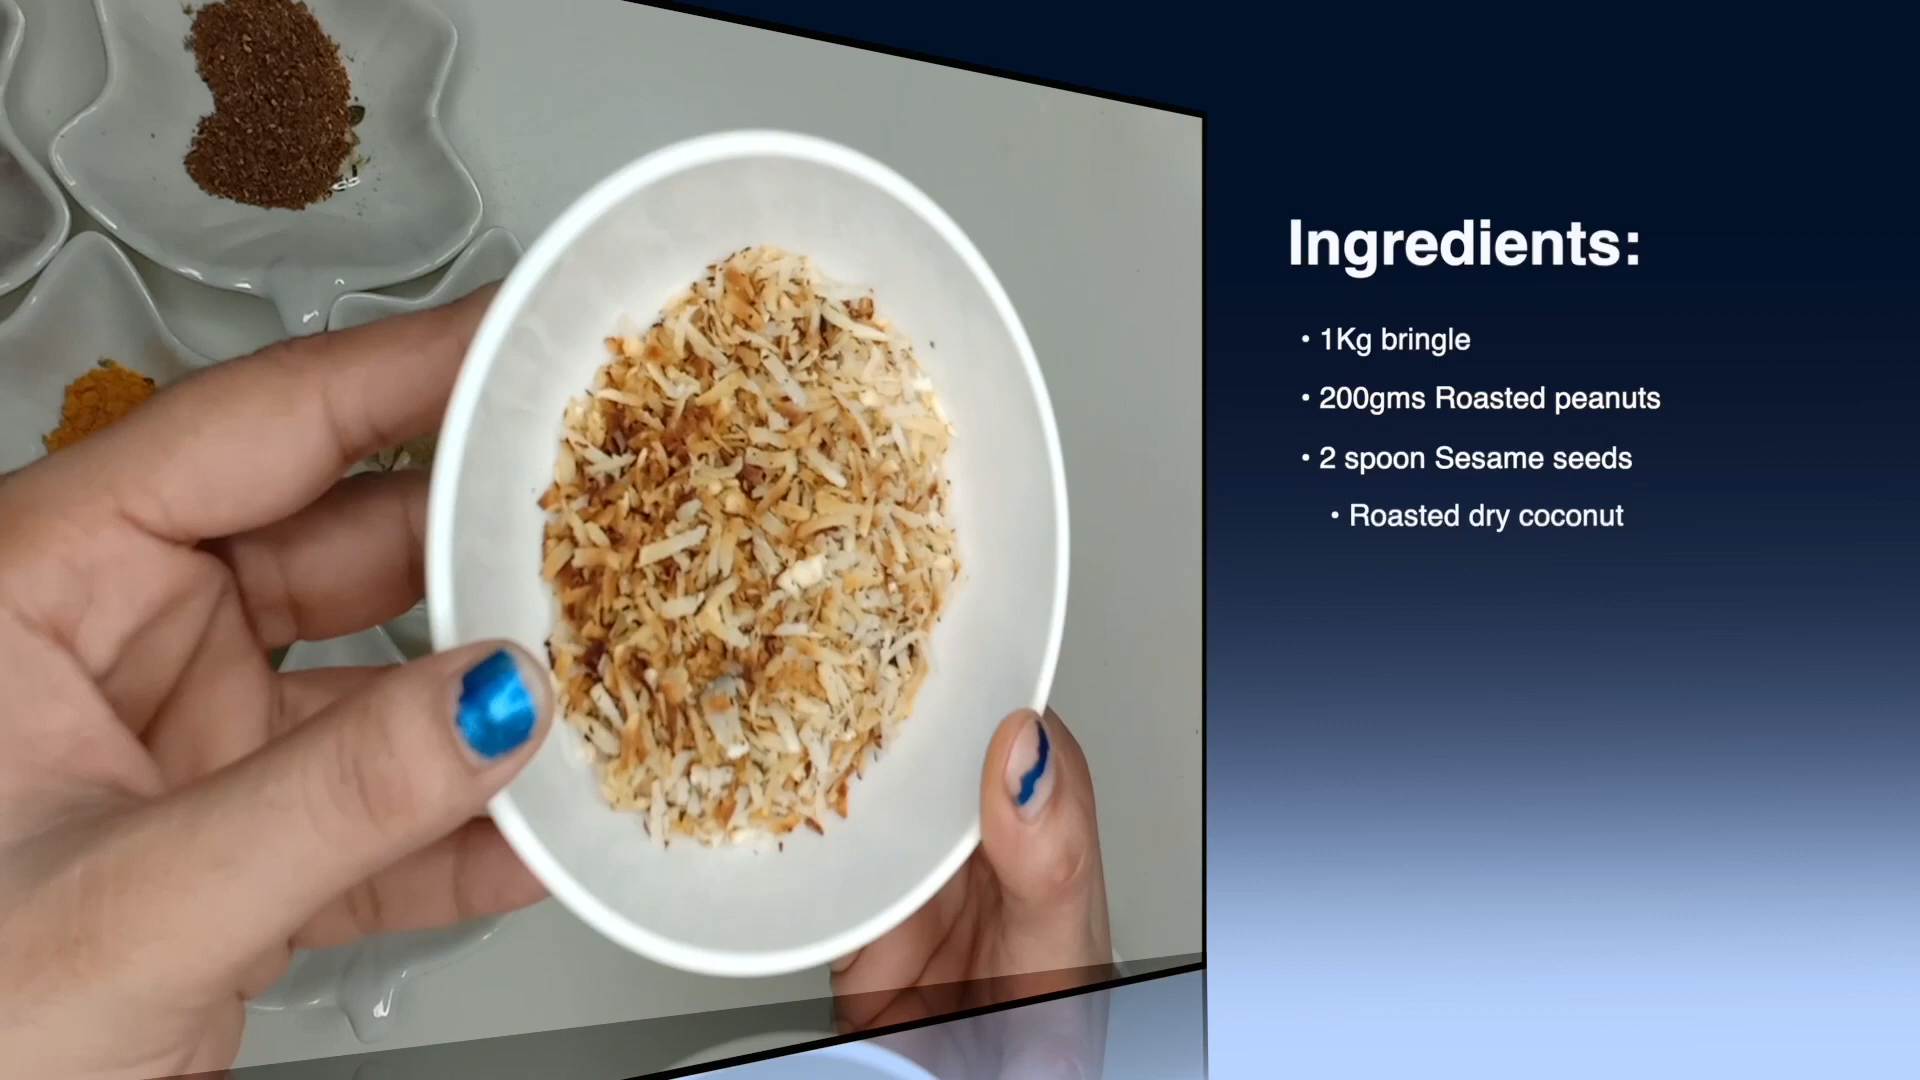 Ingredients:
• 1Kg bringle
• 200gms Roasted peanuts
• 2 spoon Sesame seeds
• Roasted dry coconut